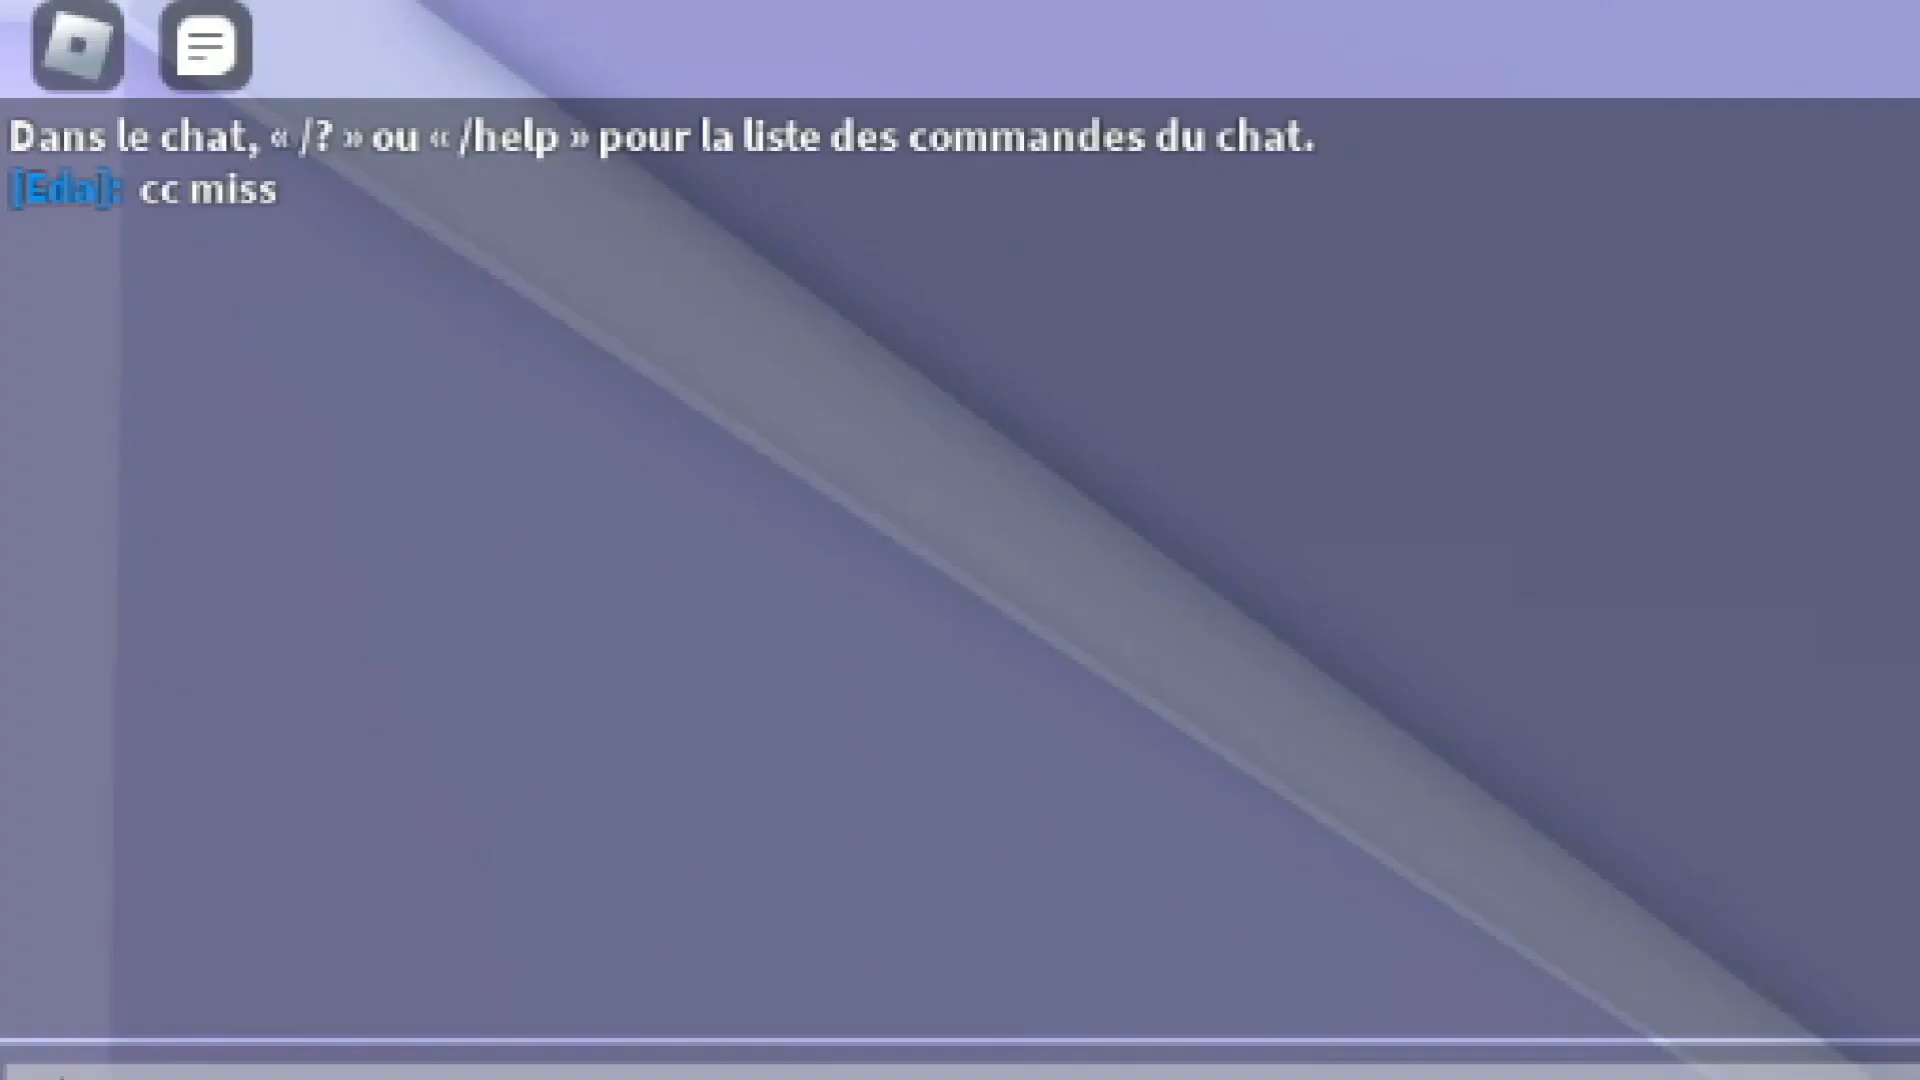 Dans le chat, « /? » ou « /help » pour la liste des commandes du chat.
[Eda]: cc miss